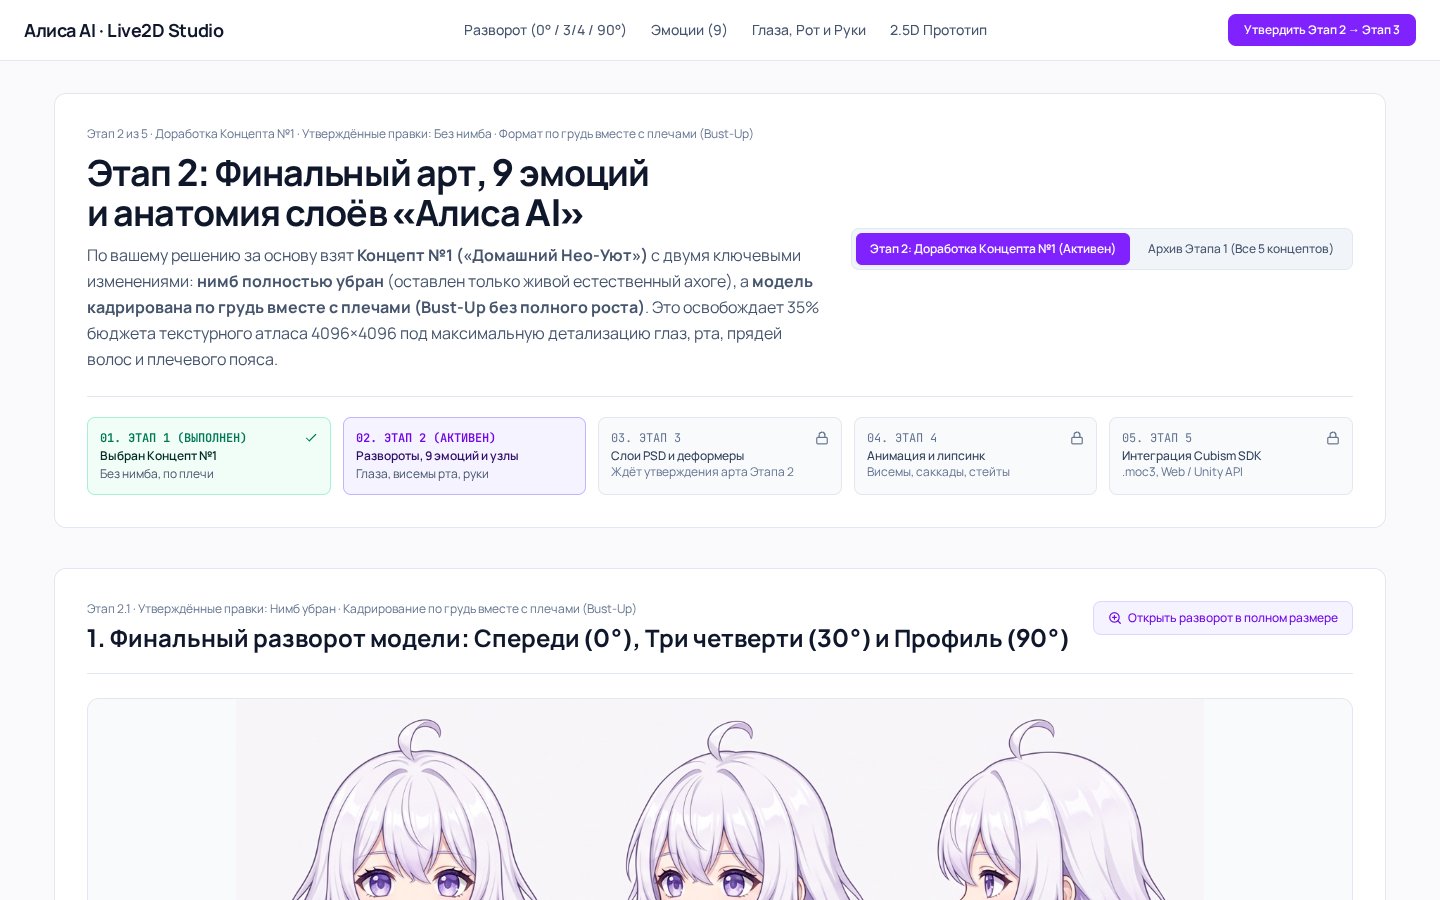 Алиса AI · Live2D Studio
Разворот (0° / 3/4 / 90°)
Эмоции (9)
Глаза, Рот и Руки
2.5D Прототип
Утвердить Этап 2 → Этап 3
Этап 2 из 5 · Доработка Концепта №1 · Утверждённые правки: Без нимба · Формат по грудь вместе с плечами (Bust-Up)
Этап 2: Финальный арт, 9 эмоций
и анатомия слоёв «Алиса AI»
По вашему решению за основу взят Концепт №1 («Домашний Нео-Уют») с двумя ключевыми
изменениями: нимб полностью убран (оставлен только живой естественный ахоге), а модель
кадрирована по грудь вместе с плечами (Bust-Up без полного роста). Это освобождает 35%
бюджета текстурного атласа 4096×4096 под максимальную детализацию глаз, рта, прядей
волос и плечевого пояса.
Этап 2: Доработка Концепта №1 (Активен)
Архив Этапа 1 (Все 5 концептов)
01. ЭТАП 1 (ВЫПОЛНЕН)
Выбран Концепт №1
Без нимба, по плечи
02. ЭТАП 2 (АКТИВЕН)
Развороты, 9 эмоций и узлы
Глаза, висемы рта, руки
03. ЭТАП 3
Слои PSD и деформеры
Ждёт утверждения арта Этапа 2
04. ЭТАП 4
Анимация и липсинк
Висемы, саккады, стейты
05. ЭТАП 5
Интеграция Cubism SDK
.moc3, Web / Unity API
Этап 2.1 · Утверждённые правки: Нимб убран · Кадрирование по грудь вместе с плечами (Bust-Up)
1. Финальный разворот модели: Спереди (0°), Три четверти (30°) и Профиль (90°)
Открыть разворот в полном размере